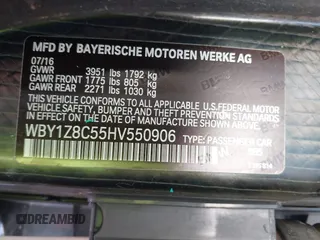 MFD BY BAYERISCHE MOTOREN WERKE AG
07/16
GVWR 3951 lbs 1792 kg
GAWR FRONT 1775 lbs 805 kg
GAWR REAR 2271 lbs 1030 kg
THIS VEHICLE CONFORMS TO ALL APPLICABLE
U.S. FEDERAL MOTOR VEHICLE SAFETY, BUMPER,
AND THEFT PREVENTION STANDARDS IN EFFECT ON
THE DATE OF MANUFACTURE SHOWN ABOVE.
WBY1Z8C55HV550906 TYPE: PASSENGER CAR
DREAMBID